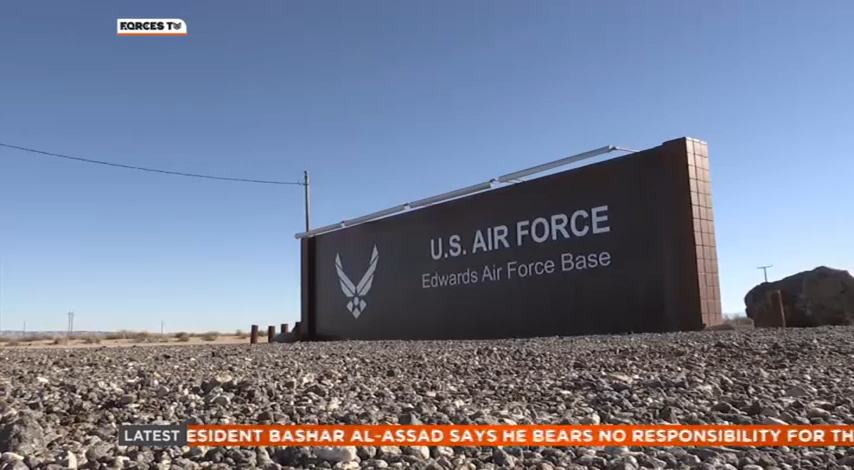 FORCES TV
U.S. AIR FORCE
Edwards Air Force Base
LATEST ESIDENT BASHAR AL-ASSAD SAYS HE BEARS NO RESPONSIBILITY FOR TH